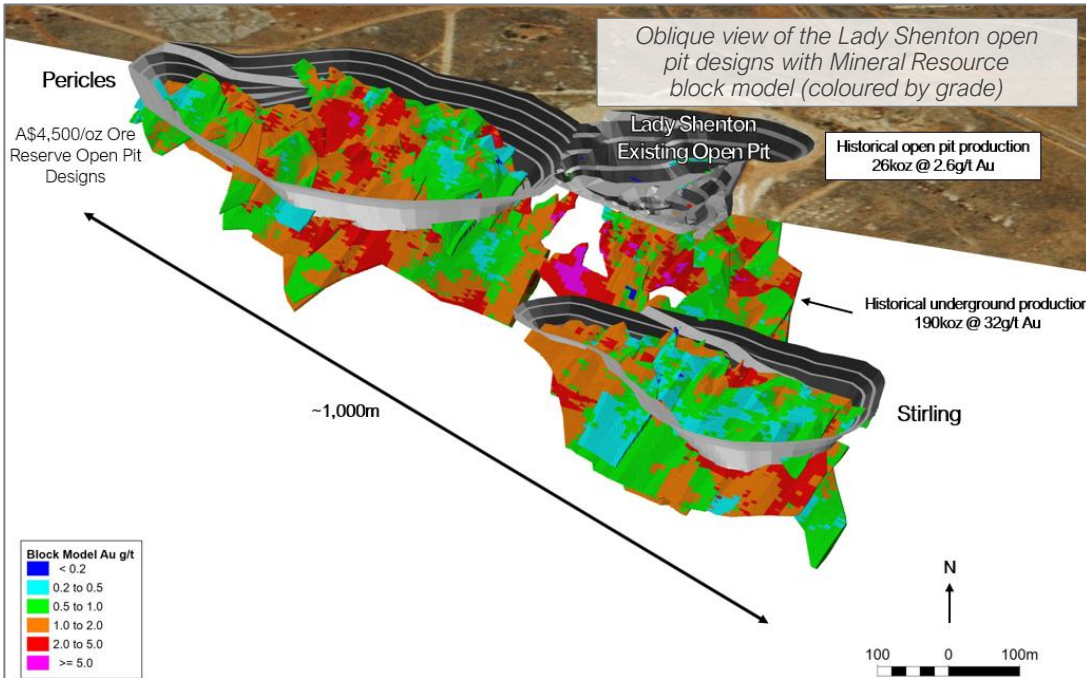 Oblique view of the Lady Shenton open
pit designs with Mineral Resource
block model (coloured by grade)
Pericles
A$4,500/oz Ore
Reserve Open Pit
Designs
Lady Shenton
Existing Open Pit
Historical open pit production
26koz @ 2.6g/t Au
Historical underground production
190koz @ 32g/t Au
~1,000m
Stirling
Block Model Au g/t
< 0.2
0.2 to 0.5
0.5 to 1.0
1.0 to 2.0
2.0 to 5.0
>= 5.0
N
100 0 100m